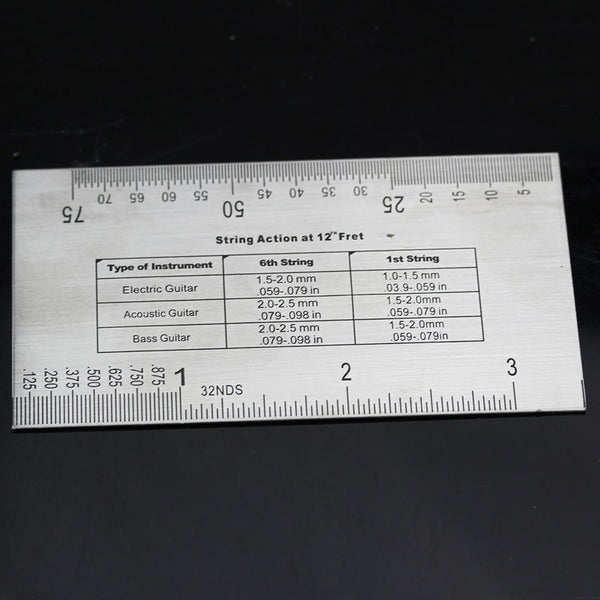 75 70 65 60 55 50 45 40 35 30 25 20 15 10 5
String Action at 12th Fret
Type of Instrument 6th String 1st String
Electric Guitar 1.5-2.0 mm 1.0-1.5 mm
.059-.079 in .03.9-.059 in
Acoustic Guitar 2.0-2.5 mm 1.5-2.0mm
.079-.098 in .059-.079 in
Bass Guitar 2.0-2.5 mm 1.5-2.0mm
.079-.098 in .059-.079in
.125 .250 .375 .500 .625 .750 .875 1 2 3
32NDS